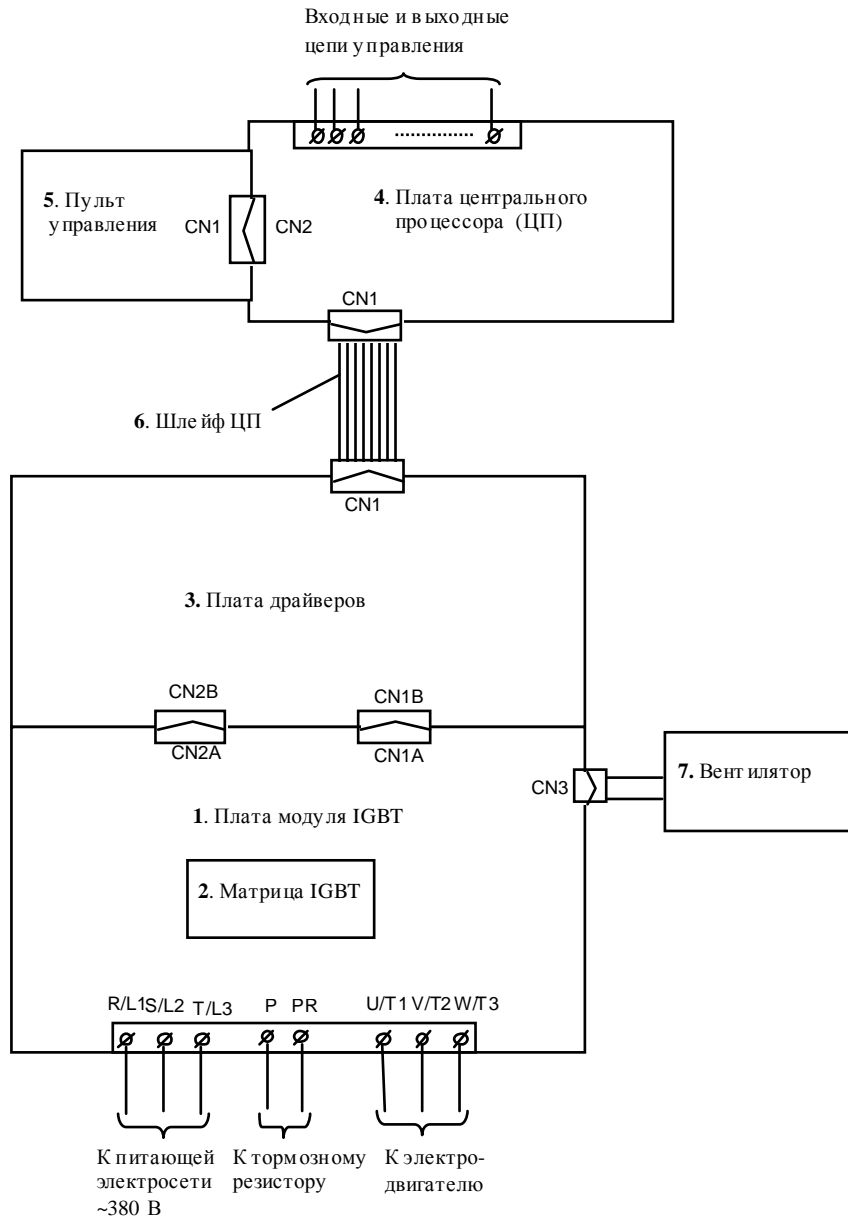 Входные и выходные
цепи управления
5. Пульт
управления
CN1
CN2
4. Плата центрального
процессора (ЦП)
CN1
6. Шлейф ЦП
CN1
3. Плата драйверов
CN2B
CN1B
CN2A
CN1A
CN3
7. Вентилятор
1. Плата модуля IGBT
2. Матрица IGBT
R/L1 S/L2 T/L3 P PR U/T1 V/T2 W/T3
К питающей
электросети
~380 В
К тормозному
резистору
К электро-
двигателю